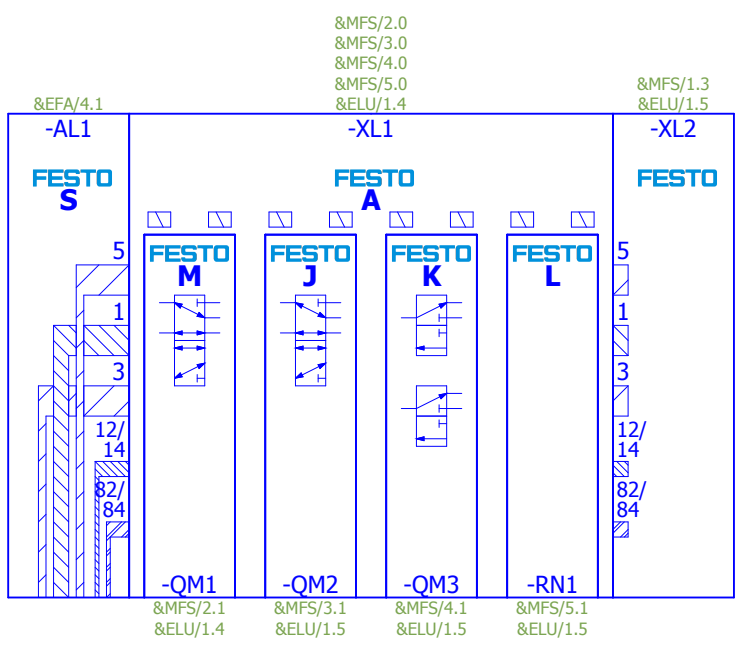 &MFS/2.0
&MFS/3.0
&MFS/4.0
&MFS/5.0
&ELU/1.4
&EFA/4.1
&MFS/1.3
&ELU/1.5
-AL1
-XL1
-XL2
FESTO
S
FESTO
A
FESTO
FESTO
M
FESTO
J
FESTO
K
FESTO
L
5
1
3
12/
14
82/
84
5
1
3
12/
14
82/
84
-QM1
-QM2
-QM3
-RN1
&MFS/2.1
&ELU/1.4
&MFS/3.1
&ELU/1.5
&MFS/4.1
&ELU/1.5
&MFS/5.1
&ELU/1.5